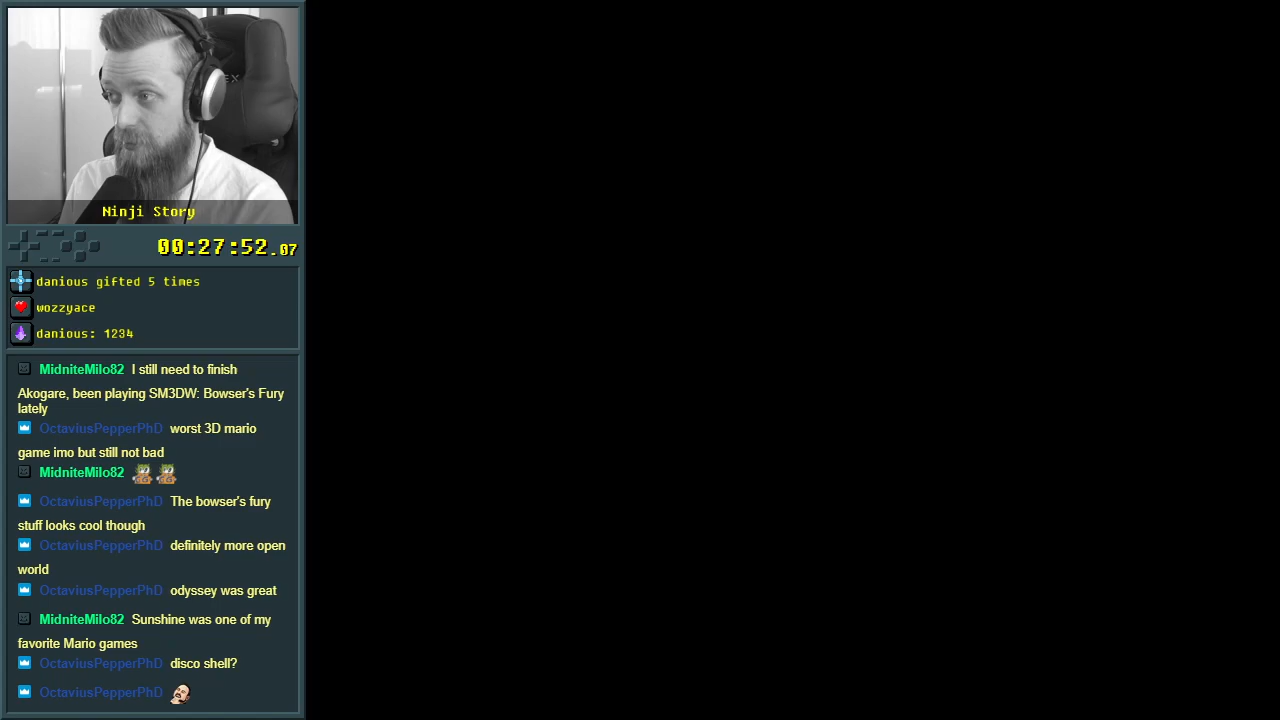 EX
Ninji Story
00:27:52.07
danious gifted 5 times
wozzyace
danious: 1234
MidniteMilo82 I still need to finish
Akogare, been playing SM3DW: Bowser's Fury
lately
OctaviusPepperPhD worst 3D mario
game imo but still not bad
MidniteMilo82
OctaviusPepperPhD The bowser's fury
stuff looks cool though
OctaviusPepperPhD definitely more open
world
OctaviusPepperPhD odyssey was great
MidniteMilo82 Sunshine was one of my
favorite Mario games
OctaviusPepperPhD disco shell?
OctaviusPepperPhD